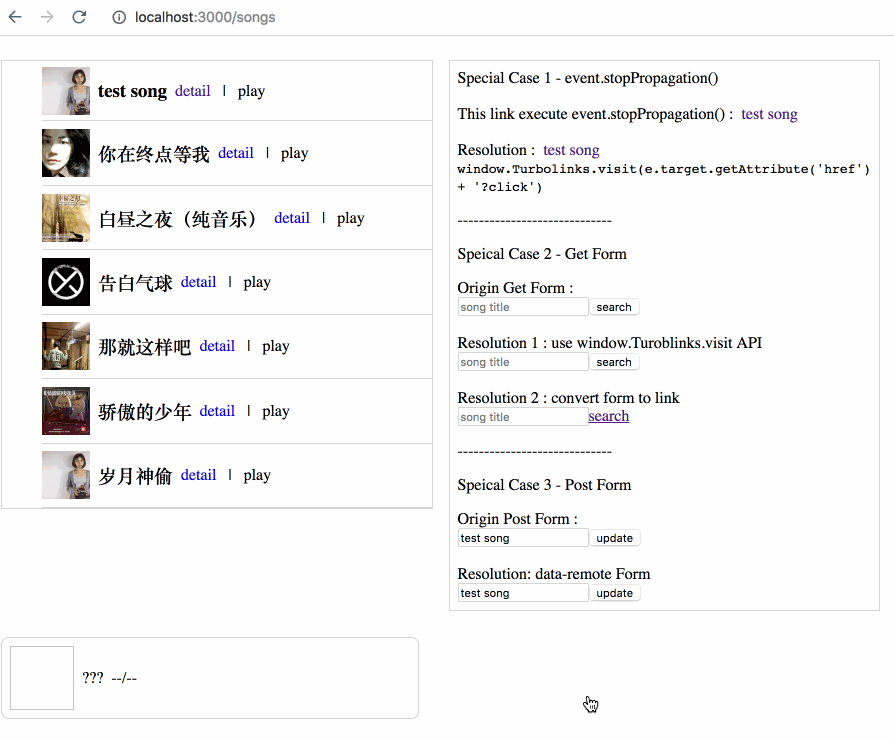 localhost:3000/songs
test song detail | play
你在终点等我 detail | play
白昼之夜（纯音乐） detail | play
告白气球 detail | play
那就这样吧 detail | play
骄傲的少年 detail | play
岁月神偷 detail | play
Special Case 1 - event.stopPropagation()
This link execute event.stopPropagation() : test song
Resolution : test song
window.Turbolinks.visit(e.target.getAttribute('href')
+ '?click')
-----------------------------
Speical Case 2 - Get Form
Origin Get Form :
song title search
Resolution 1 : use window.Turoblinks.visit API
song title search
Resolution 2 : convert form to link
song title search
-----------------------------
Speical Case 3 - Post Form
Origin Post Form :
test song update
Resolution: data-remote Form
test song update
??? --/--